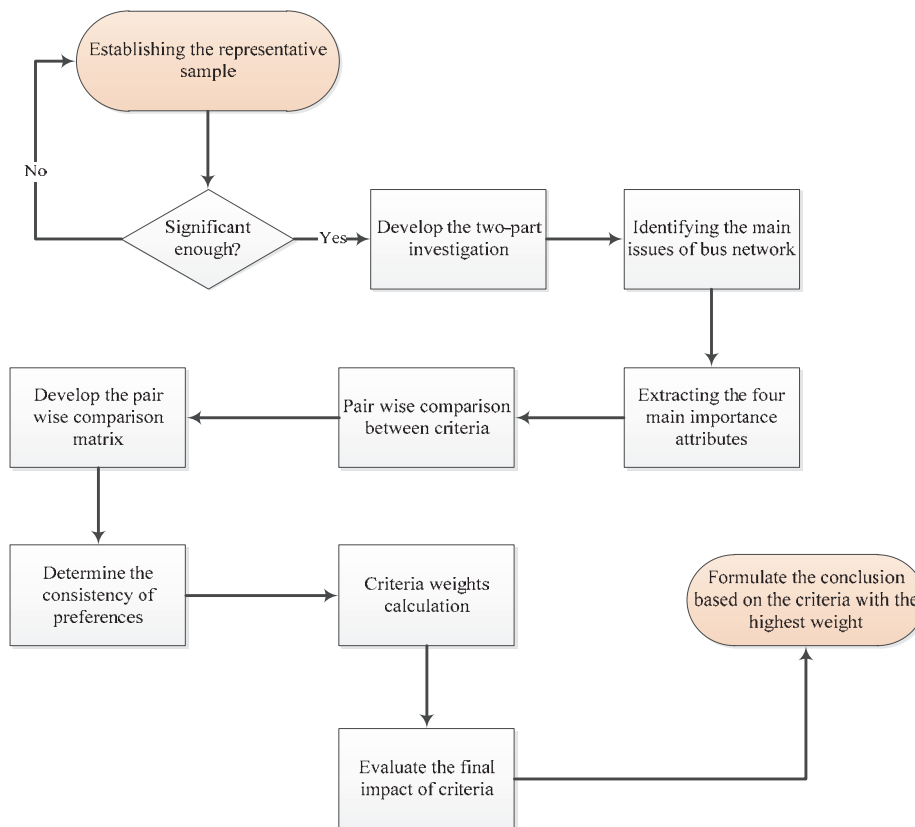 Establishing the representative
sample
No
Significant
enough?
Yes
Develop the two-part
investigation
Identifying the main
issues of bus network
Develop the pair
wise comparison
matrix
Pair wise comparison
between criteria
Extracting the four
main importance
attributes
Determine the
consistency of
preferences
Criteria weights
calculation
Formulate the conclusion
based on the criteria with the
highest weight
Evaluate the final
impact of criteria